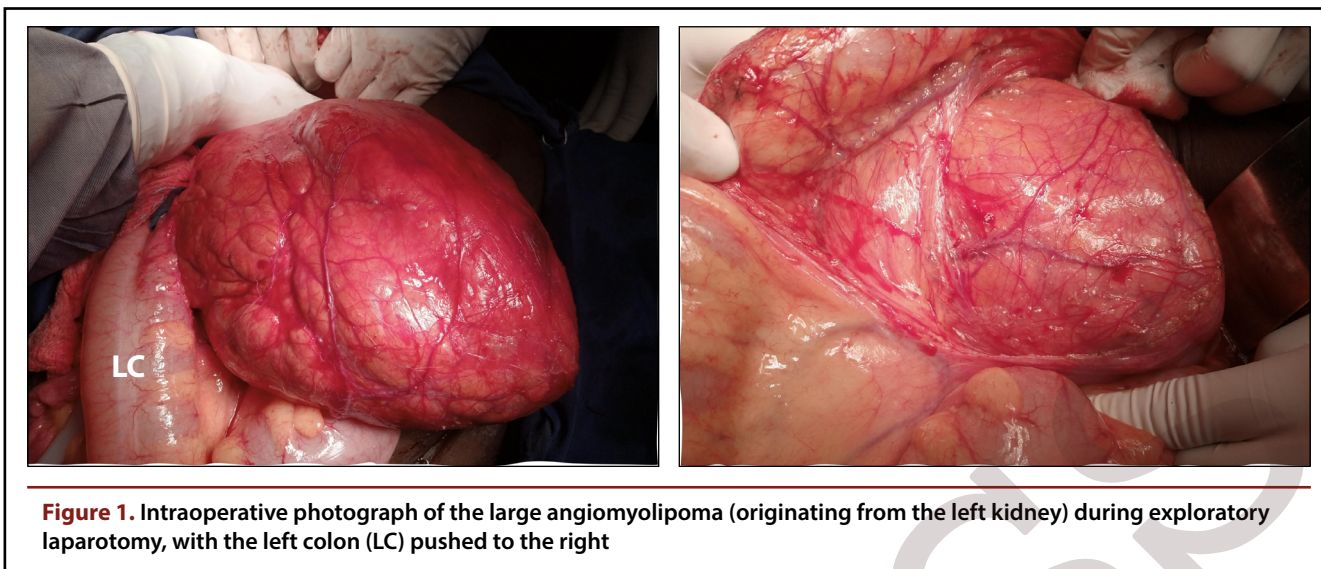 LC
Figure 1. Intraoperative photograph of the large angiomyolipoma (originating from the left kidney) during exploratory
laparotomy, with the left colon (LC) pushed to the right